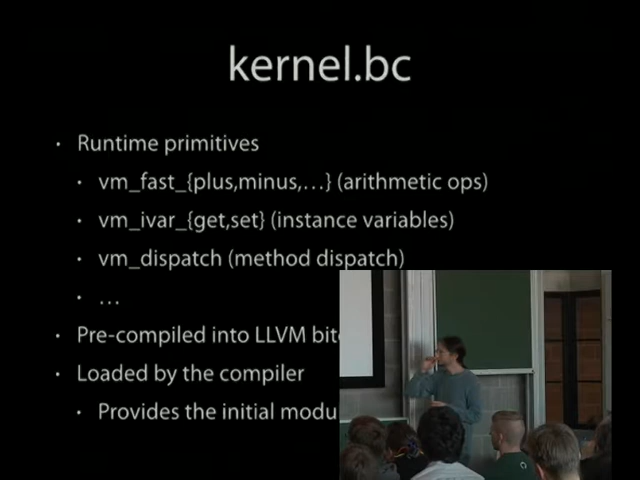 kernel.bc
• Runtime primitives
• vm_fast_{plus,minus,…} (arithmetic ops)
• vm_ivar_{get,set} (instance variables)
• vm_dispatch (method dispatch)
• …
• Pre-compiled into LLVM
• Loaded by the compiler
• Provides the initial